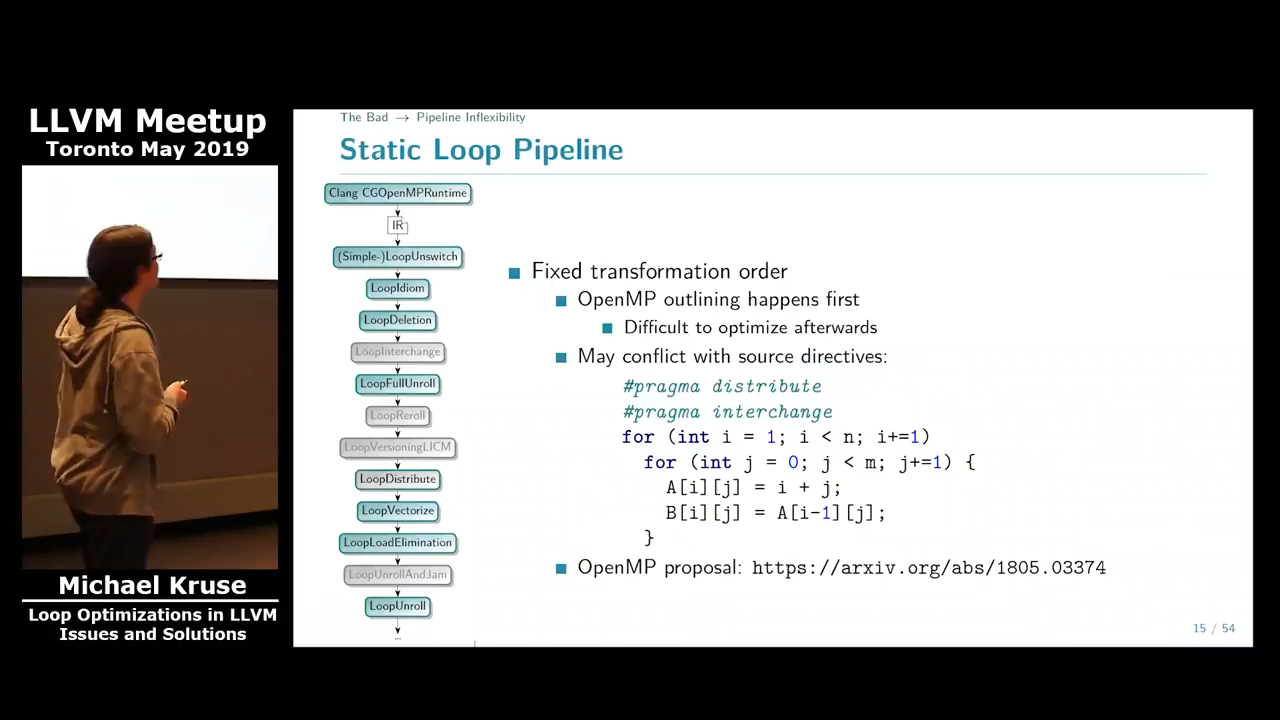 LLVM Meetup
Toronto May 2019
Michael Kruse
Loop Optimizations in LLVM
Issues and Solutions
The Bad → Pipeline Inflexibility
Static Loop Pipeline
Clang CGOpenMPRuntime
IR
(Simple-)LoopUnswitch
LoopIdiom
LoopDeletion
LoopInterchange
LoopFullUnroll
LoopReroll
LoopVersioningLICM
LoopDistribute
LoopVectorize
LoopLoadElimination
LoopUnrollAndJam
LoopUnroll
...
Fixed transformation order
OpenMP outlining happens first
Difficult to optimize afterwards
May conflict with source directives:
#pragma distribute
#pragma interchange
for (int i = 1; i < n; i+=1)
for (int j = 0; j < m; j+=1) {
A[i][j] = i + j;
B[i][j] = A[i-1][j];
}
OpenMP proposal: https://arxiv.org/abs/1805.03374
15 / 54